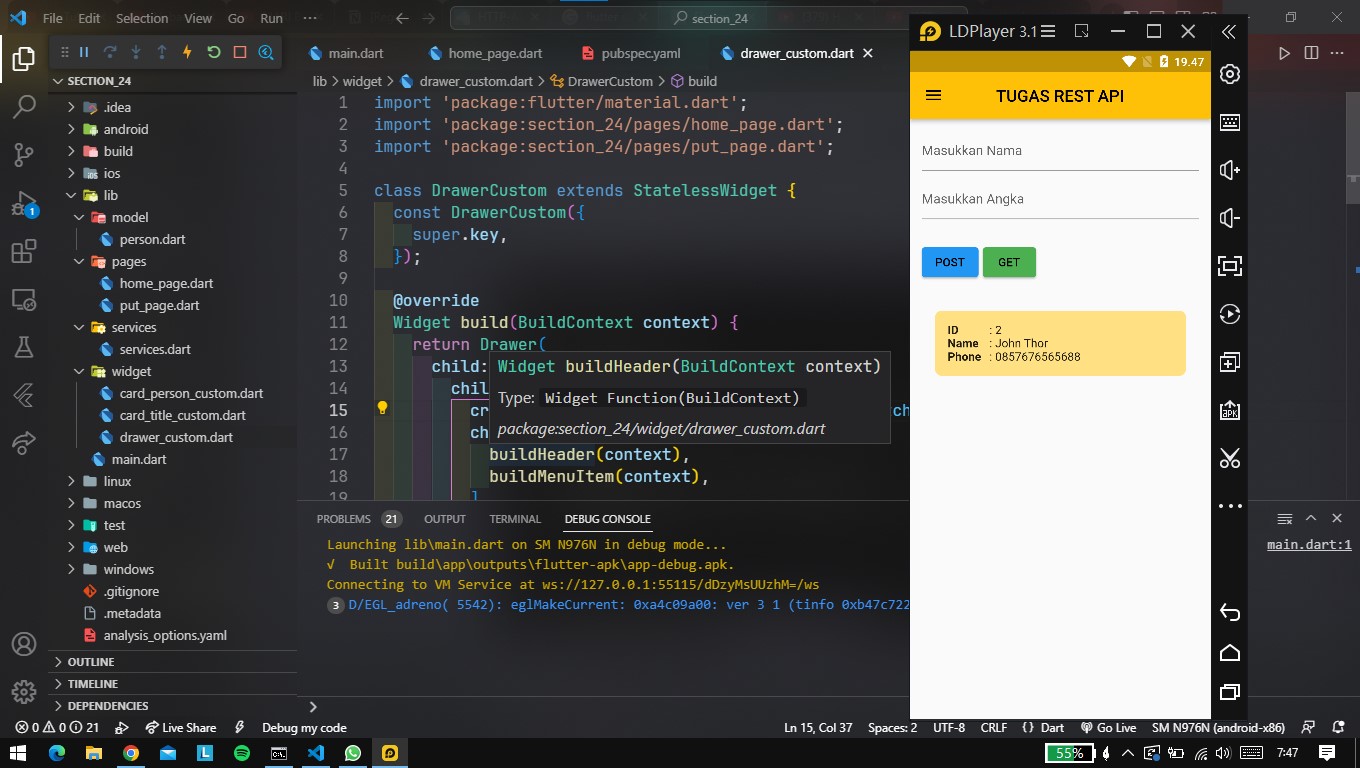 File Edit Selection View Go Run ··· section_24
LDPlayer 3.1
main.dart home_page.dart pubspec.yaml drawer_custom.dart
lib > widget > drawer_custom.dart > DrawerCustom > build
SECTION_24
.idea
android
build
ios
lib
model
person.dart
pages
home_page.dart
put_page.dart
services
services.dart
widget
card_person_custom.dart
card_title_custom.dart
drawer_custom.dart
main.dart
linux
macos
test
web
windows
.gitignore
.metadata
analysis_options.yaml
OUTLINE
TIMELINE
DEPENDENCIES
1
1 import 'package:flutter/material.dart';
2 import 'package:section_24/pages/home_page.dart';
3 import 'package:section_24/pages/put_page.dart';
4
5 class DrawerCustom extends StatelessWidget {
6 const DrawerCustom({
7 super.key,
8 });
9
10 @override
11 Widget build(BuildContext context) {
12 return Drawer(
13 child:
14 chil
15 cr ch
16 ch
17 buildHeader(context),
18 buildMenuItem(context),
19 ]
Widget buildHeader(BuildContext context)
Type: Widget Function(BuildContext)
package:section_24/widget/drawer_custom.dart
PROBLEMS 21 OUTPUT TERMINAL DEBUG CONSOLE
Launching lib\main.dart on SM N976N in debug mode...
√ Built build\app\outputs\flutter-apk\app-debug.apk.
Connecting to VM Service at ws://127.0.0.1:55115/dDzyMsUUzhM=/ws
3 D/EGL_adreno( 5542): eglMakeCurrent: 0xa4c09a00: ver 3 1 (tinfo 0xb47c722
main.dart:1
19.47
TUGAS REST API
Masukkan Nama
Masukkan Angka
POST GET
ID : 2
Name : John Thor
Phone : 0857676565688
APK
0 0 21 Live Share Debug my code Ln 15, Col 37 Spaces: 2 UTF-8 CRLF {} Dart Go Live SM N976N (android-x86)
55% 7:47